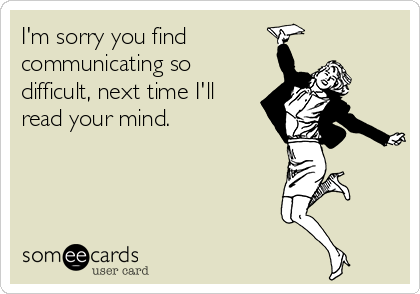 I'm sorry you find
communicating so
difficult, next time I'll
read your mind.
someecards
user card